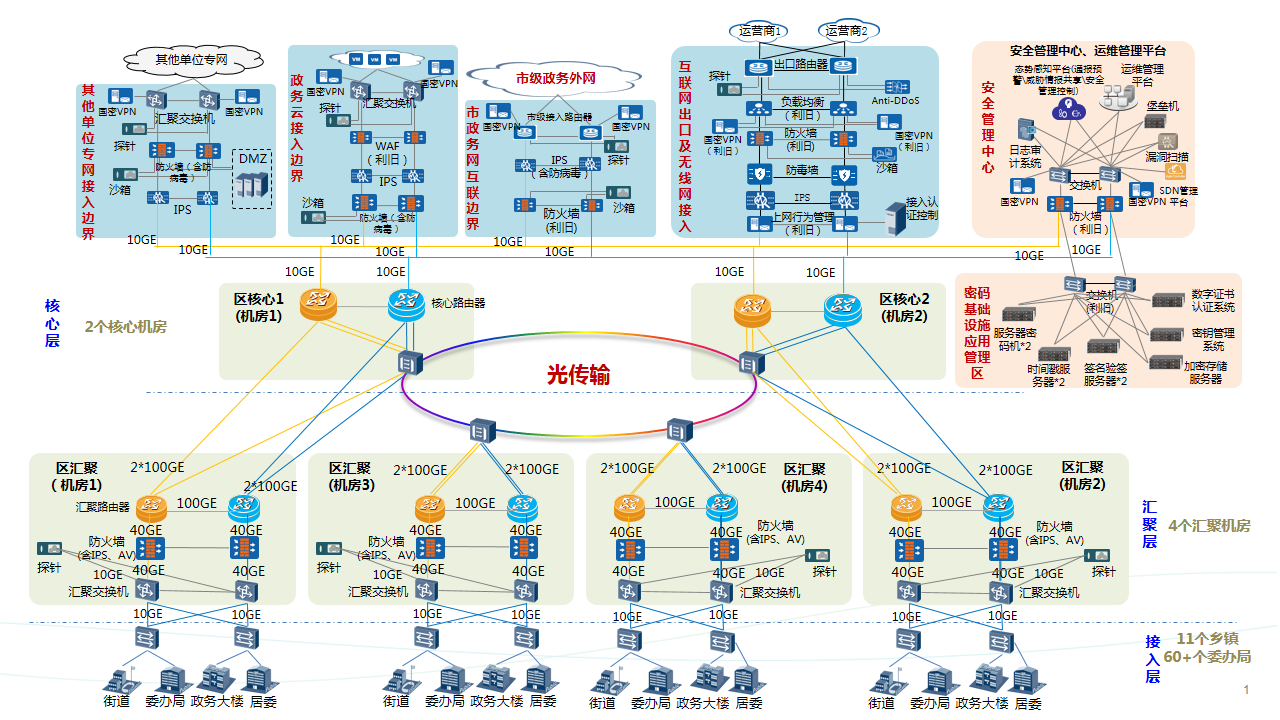 其他单位专网
其他单位专网接入边界
国密VPN
国密VPN
汇聚交换机
探针
防火墙（含防
病毒）
沙箱
IPS
DMZ
10GE
10GE
政务云接入边界
VM
VM
VM
国密VPN
国密VPN
汇聚交换机
探针
WAF
（利旧）
IPS
沙箱
防火墙（含防
病毒）
10GE
10GE
市级政务外网
市政务网互联边界
国密VPN
国密VPN
市级接入路由器
探针
IPS
（含防病毒）
沙箱
防火墙
(利旧)
10GE
10GE
运营商1
运营商2
互联网出口及无线网接入
出口路由器
探针
Anti-DDoS
负载均衡
（利旧）
国密VPN
（利旧）
国密VPN
（利旧）
防火墙
(利旧)
沙箱
防毒墙
IPS
上网行为管理
（利旧）
接入认
证控制
安全管理中心、运维管理平台
安全管理中心
态势感知平台(通报预
警\威胁情报共享\安全
管理控制)
运维管理
平台
堡垒机
日志审
计系统
漏洞扫描
交换机
国密VPN
国密VPN
SDN管理
平台
防火墙
(利旧）
10GE
10GE
10GE
10GE
10GE
10GE
核心层
2个核心机房
区核心1
(机房1)
核心路由器
区核心2
(机房2)
光传输
密码基础设施应用管理区
交换机
(利旧)
数字证书
认证系统
服务器密
码机*2
密钥管理
系统
时间戳服
务器*2
签名验签
服务器*2
加密存储
服务器
区汇聚
（机房1)
2*100GE
2*100GE
汇聚路由器
100GE
40GE
40GE
防火墙
(含IPS、AV)
探针
40GE
40GE
10GE
汇聚交换机
10GE
10GE
区汇聚
(机房3)
2*100GE
2*100GE
100GE
40GE
40GE
防火墙
(含IPS、AV)
探针
40GE
40GE
10GE
汇聚交换机
10GE
10GE
区汇聚
(机房4)
2*100GE
2*100GE
100GE
40GE
40GE
防火墙
(含IPS、AV)
探针
40GE
40GE
10GE
汇聚交换机
10GE
10GE
区汇聚
(机房2)
2*100GE
2*100GE
100GE
40GE
40GE
防火墙
(含IPS、AV)
探针
40GE
40GE
10GE
汇聚交换机
10GE
10GE
汇聚层
4个汇聚机房
接入层
11个乡镇
60+个委办局
街道
委办局
政务大楼
居委
街道
委办局
政务大楼
居委
街道
委办局
政务大楼
居委
街道
委办局
政务大楼
居委
1